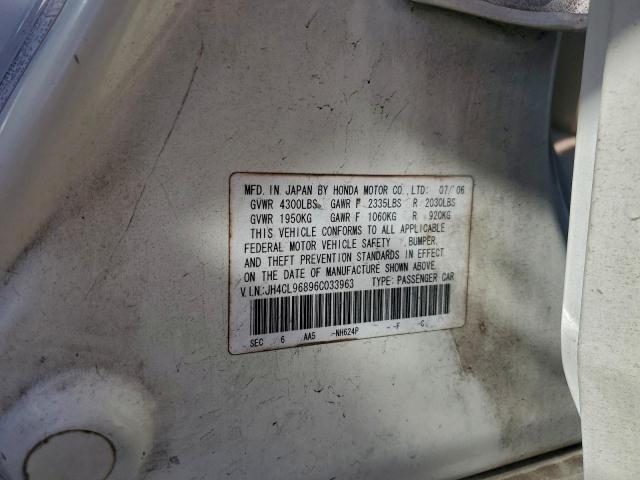 MFD. IN JAPAN BY HONDA MOTOR CO., LTD. 07/06
GVWR 4300LBS GAWR F 2335LBS R 2030LBS
GVWR 1950KG GAWR F 1060KG R 920KG
THIS VEHICLE CONFORMS TO ALL APPLICABLE
FEDERAL MOTOR VEHICLE SAFETY, BUMPER,
AND THEFT PREVENTION STANDARDS IN EFFECT
ON THE DATE OF MANUFACTURE SHOWN ABOVE.
V.I.N.:JH4CL96896C033963 TYPE: PASSENGER CAR
SEC 6 AA5 -NH624P - -F -C